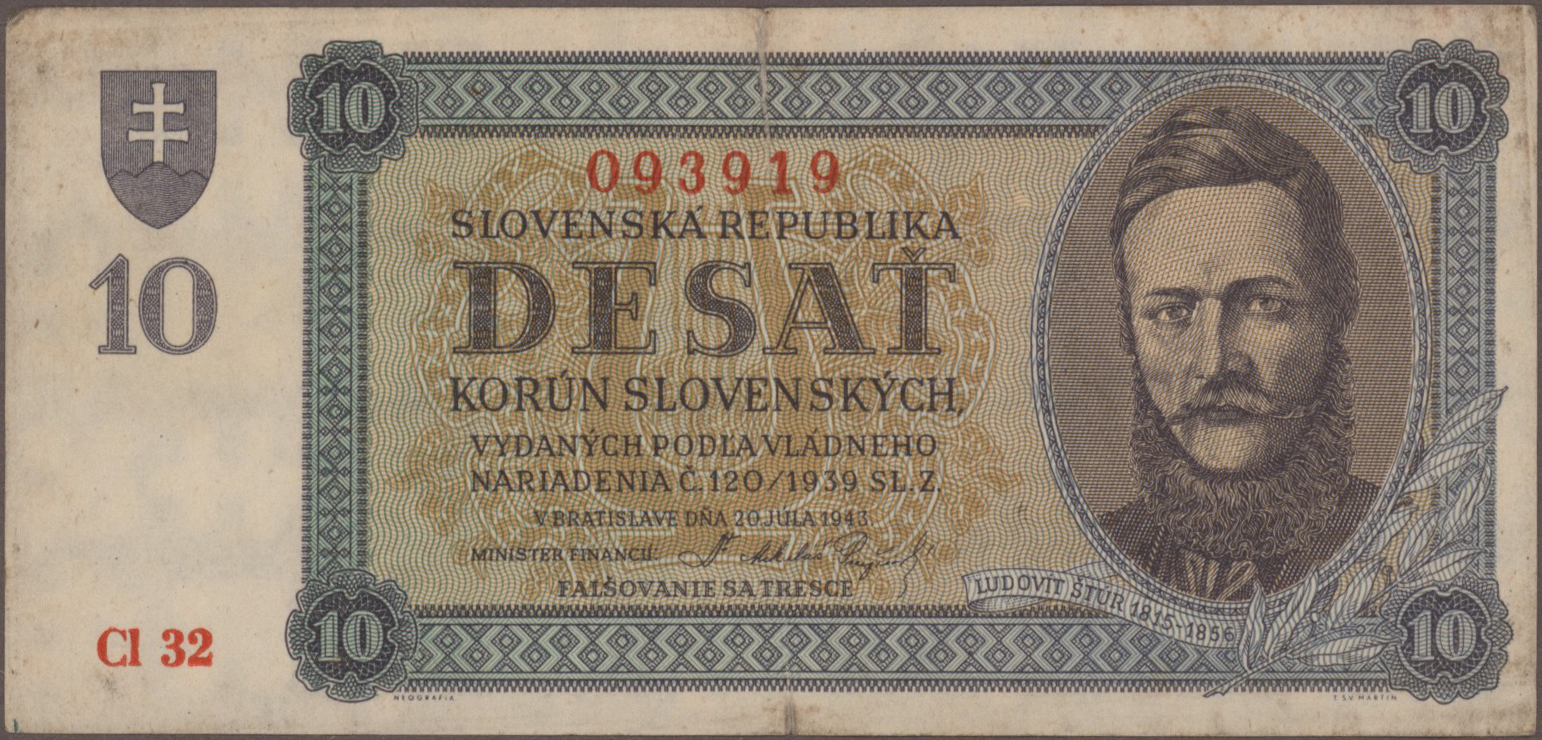 10
10
10
093919
SLOVENSKÁ REPUBLIKA
DESAŤ
KORÚN SLOVENSKÝCH,
VYDANÝCH PODĽA VLÁDNEHO
NARIADENIA Č. 120/1939 SL. Z.
V BRATISLAVE DŇA 20. JÚLA 1943.
MINISTER FINANCIÍ:
FALŠOVANIE SA TRESCE
ĽUDOVÍT ŠTÚR 1815-1856
Cl 32
10
10
NEOGRAFIA
T. SV. MARTIN